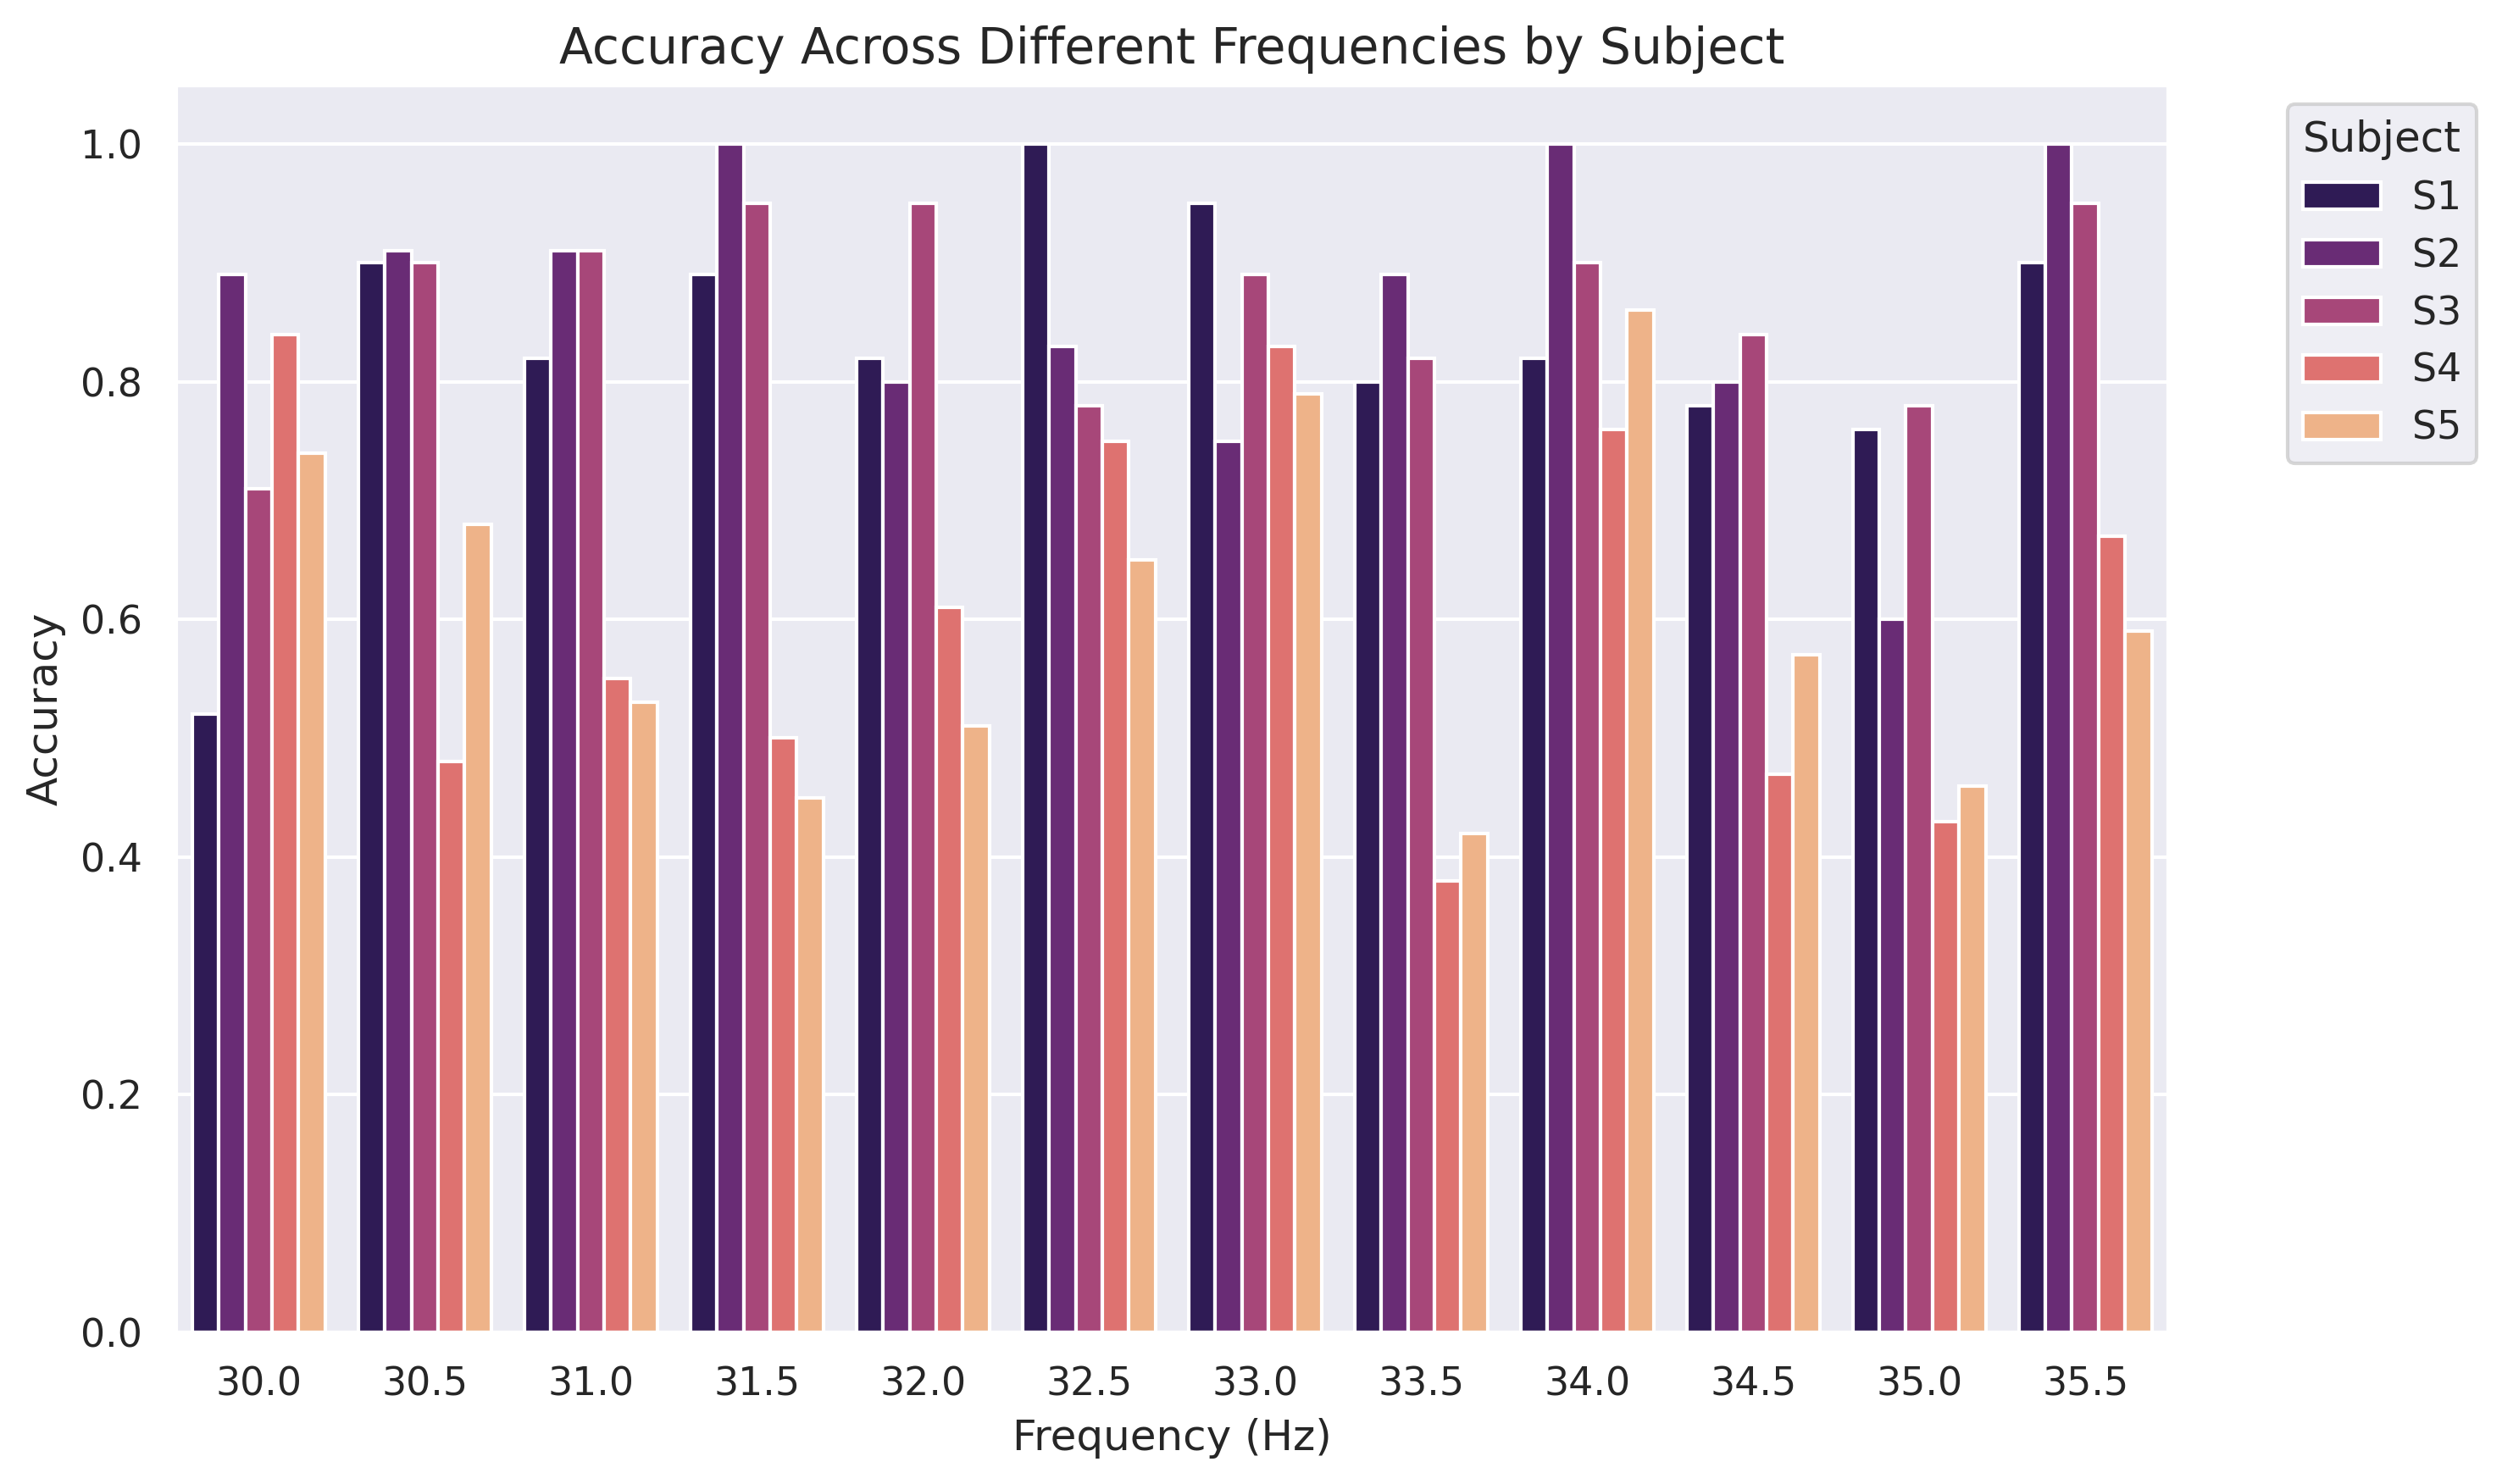 Accuracy Across Different Frequencies by Subject
Accuracy
1.0
0.8
0.6
0.4
0.2
0.0
30.0 30.5 31.0 31.5 32.0 32.5 33.0 33.5 34.0 34.5 35.0 35.5
Frequency (Hz)
Subject
S1
S2
S3
S4
S5